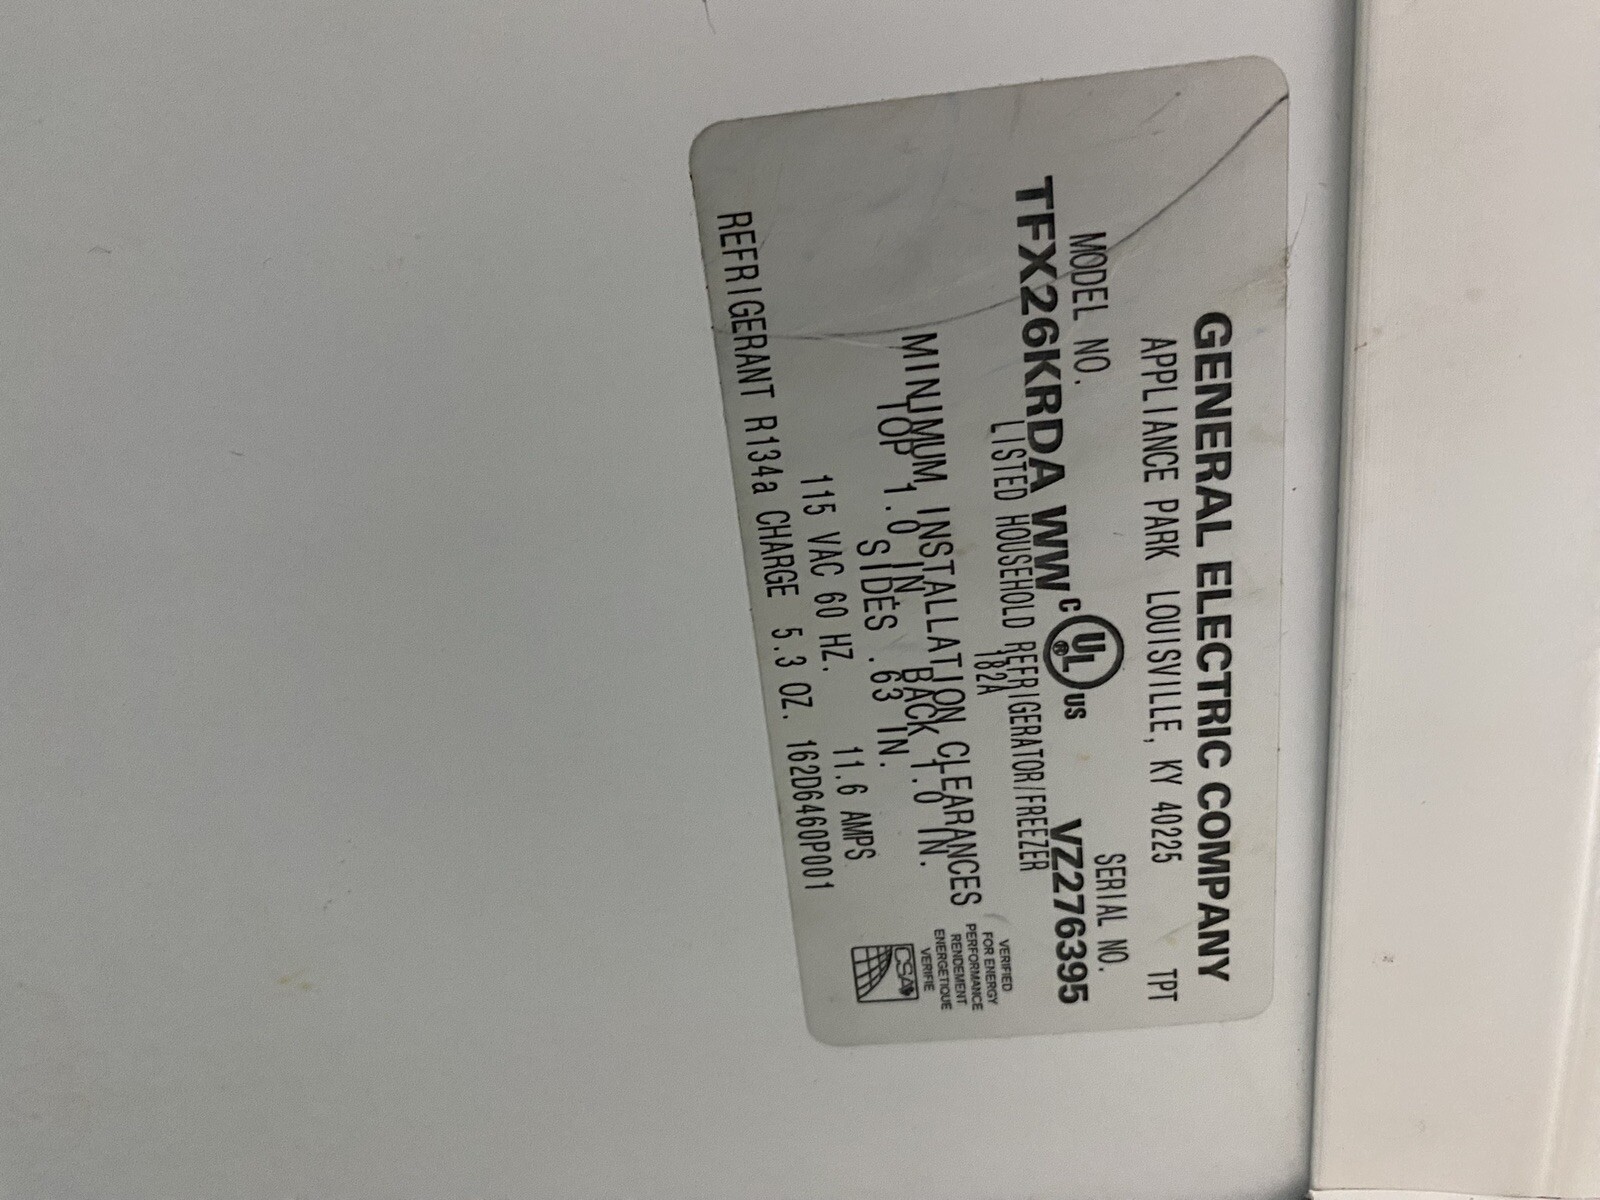 GENERAL ELECTRIC COMPANY
APPLIANCE PARK LOUISVILLE, KY 40225 TPT
MODEL NO. SERIAL NO.
TFX26KRDA WW C UL ® US VZ276395
LISTED HOUSEHOLD REFRIGERATOR/FREEZER
182A
MINIMUM INSTALLATION CLEARANCES
TOP 1.0 IN. BACK 1.0 IN.
SIDES .63 IN.
115 VAC 60 HZ. 11.6 AMPS
REFRIGERANT R134a CHARGE 5.3 OZ. 162D6460P001
VERIFIED
FOR ENERGY
PERFORMANCE
RENDEMENT
ENERGETIQUE
VERIFIE
CSA